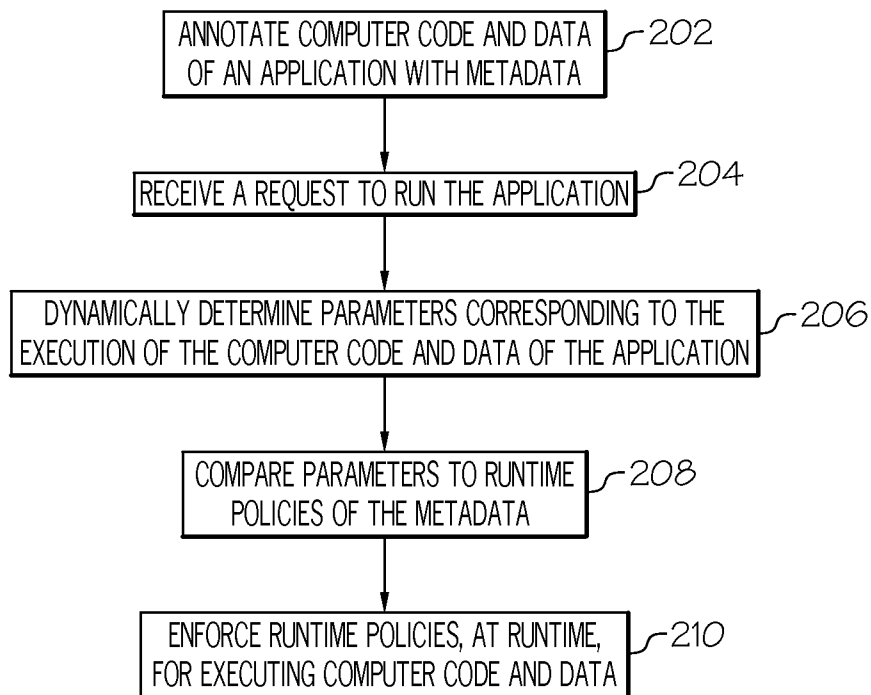 ANNOTATE COMPUTER CODE AND DATA
OF AN APPLICATION WITH METADATA
202
RECEIVE A REQUEST TO RUN THE APPLICATION
204
DYNAMICALLY DETERMINE PARAMETERS CORRESPONDING TO THE
EXECUTION OF THE COMPUTER CODE AND DATA OF THE APPLICATION
206
COMPARE PARAMETERS TO RUNTIME
POLICIES OF THE METADATA
208
ENFORCE RUNTIME POLICIES, AT RUNTIME,
FOR EXECUTING COMPUTER CODE AND DATA
210